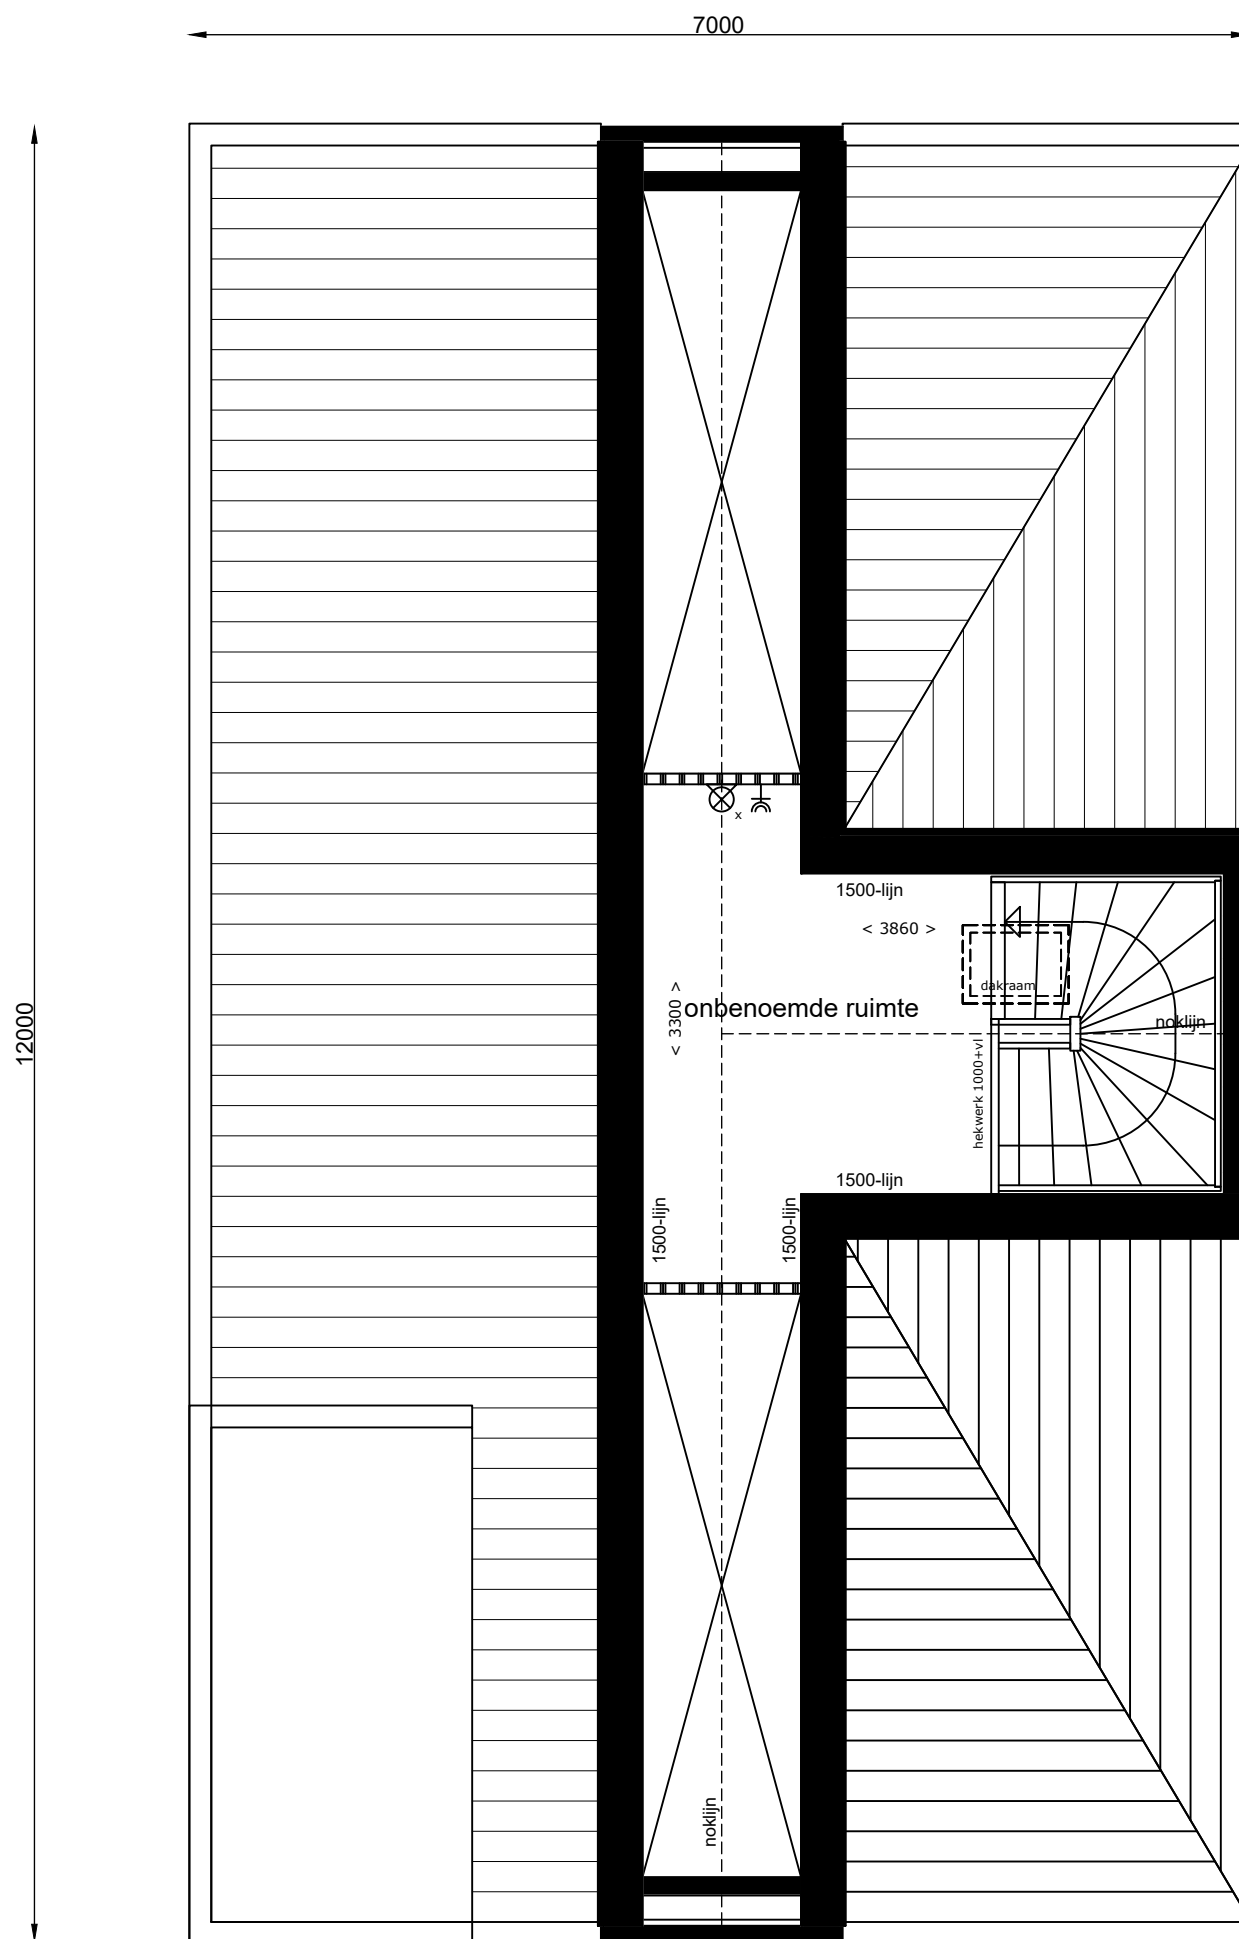 7000
x
1500-lijn
< 3860 >
dakraam
< 3300 >
onbenoemde ruimte
noklijn
12000
hekwerk 1000+vl
1500-lijn
1500-lijn
1500-lijn
noklijn